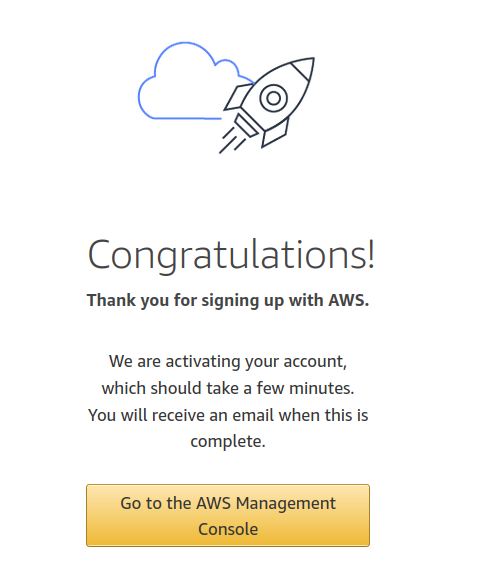 Congratulations!
Thank you for signing up with AWS.
We are activating your account,
which should take a few minutes.
You will receive an email when this is
complete.
Go to the AWS Management
Console